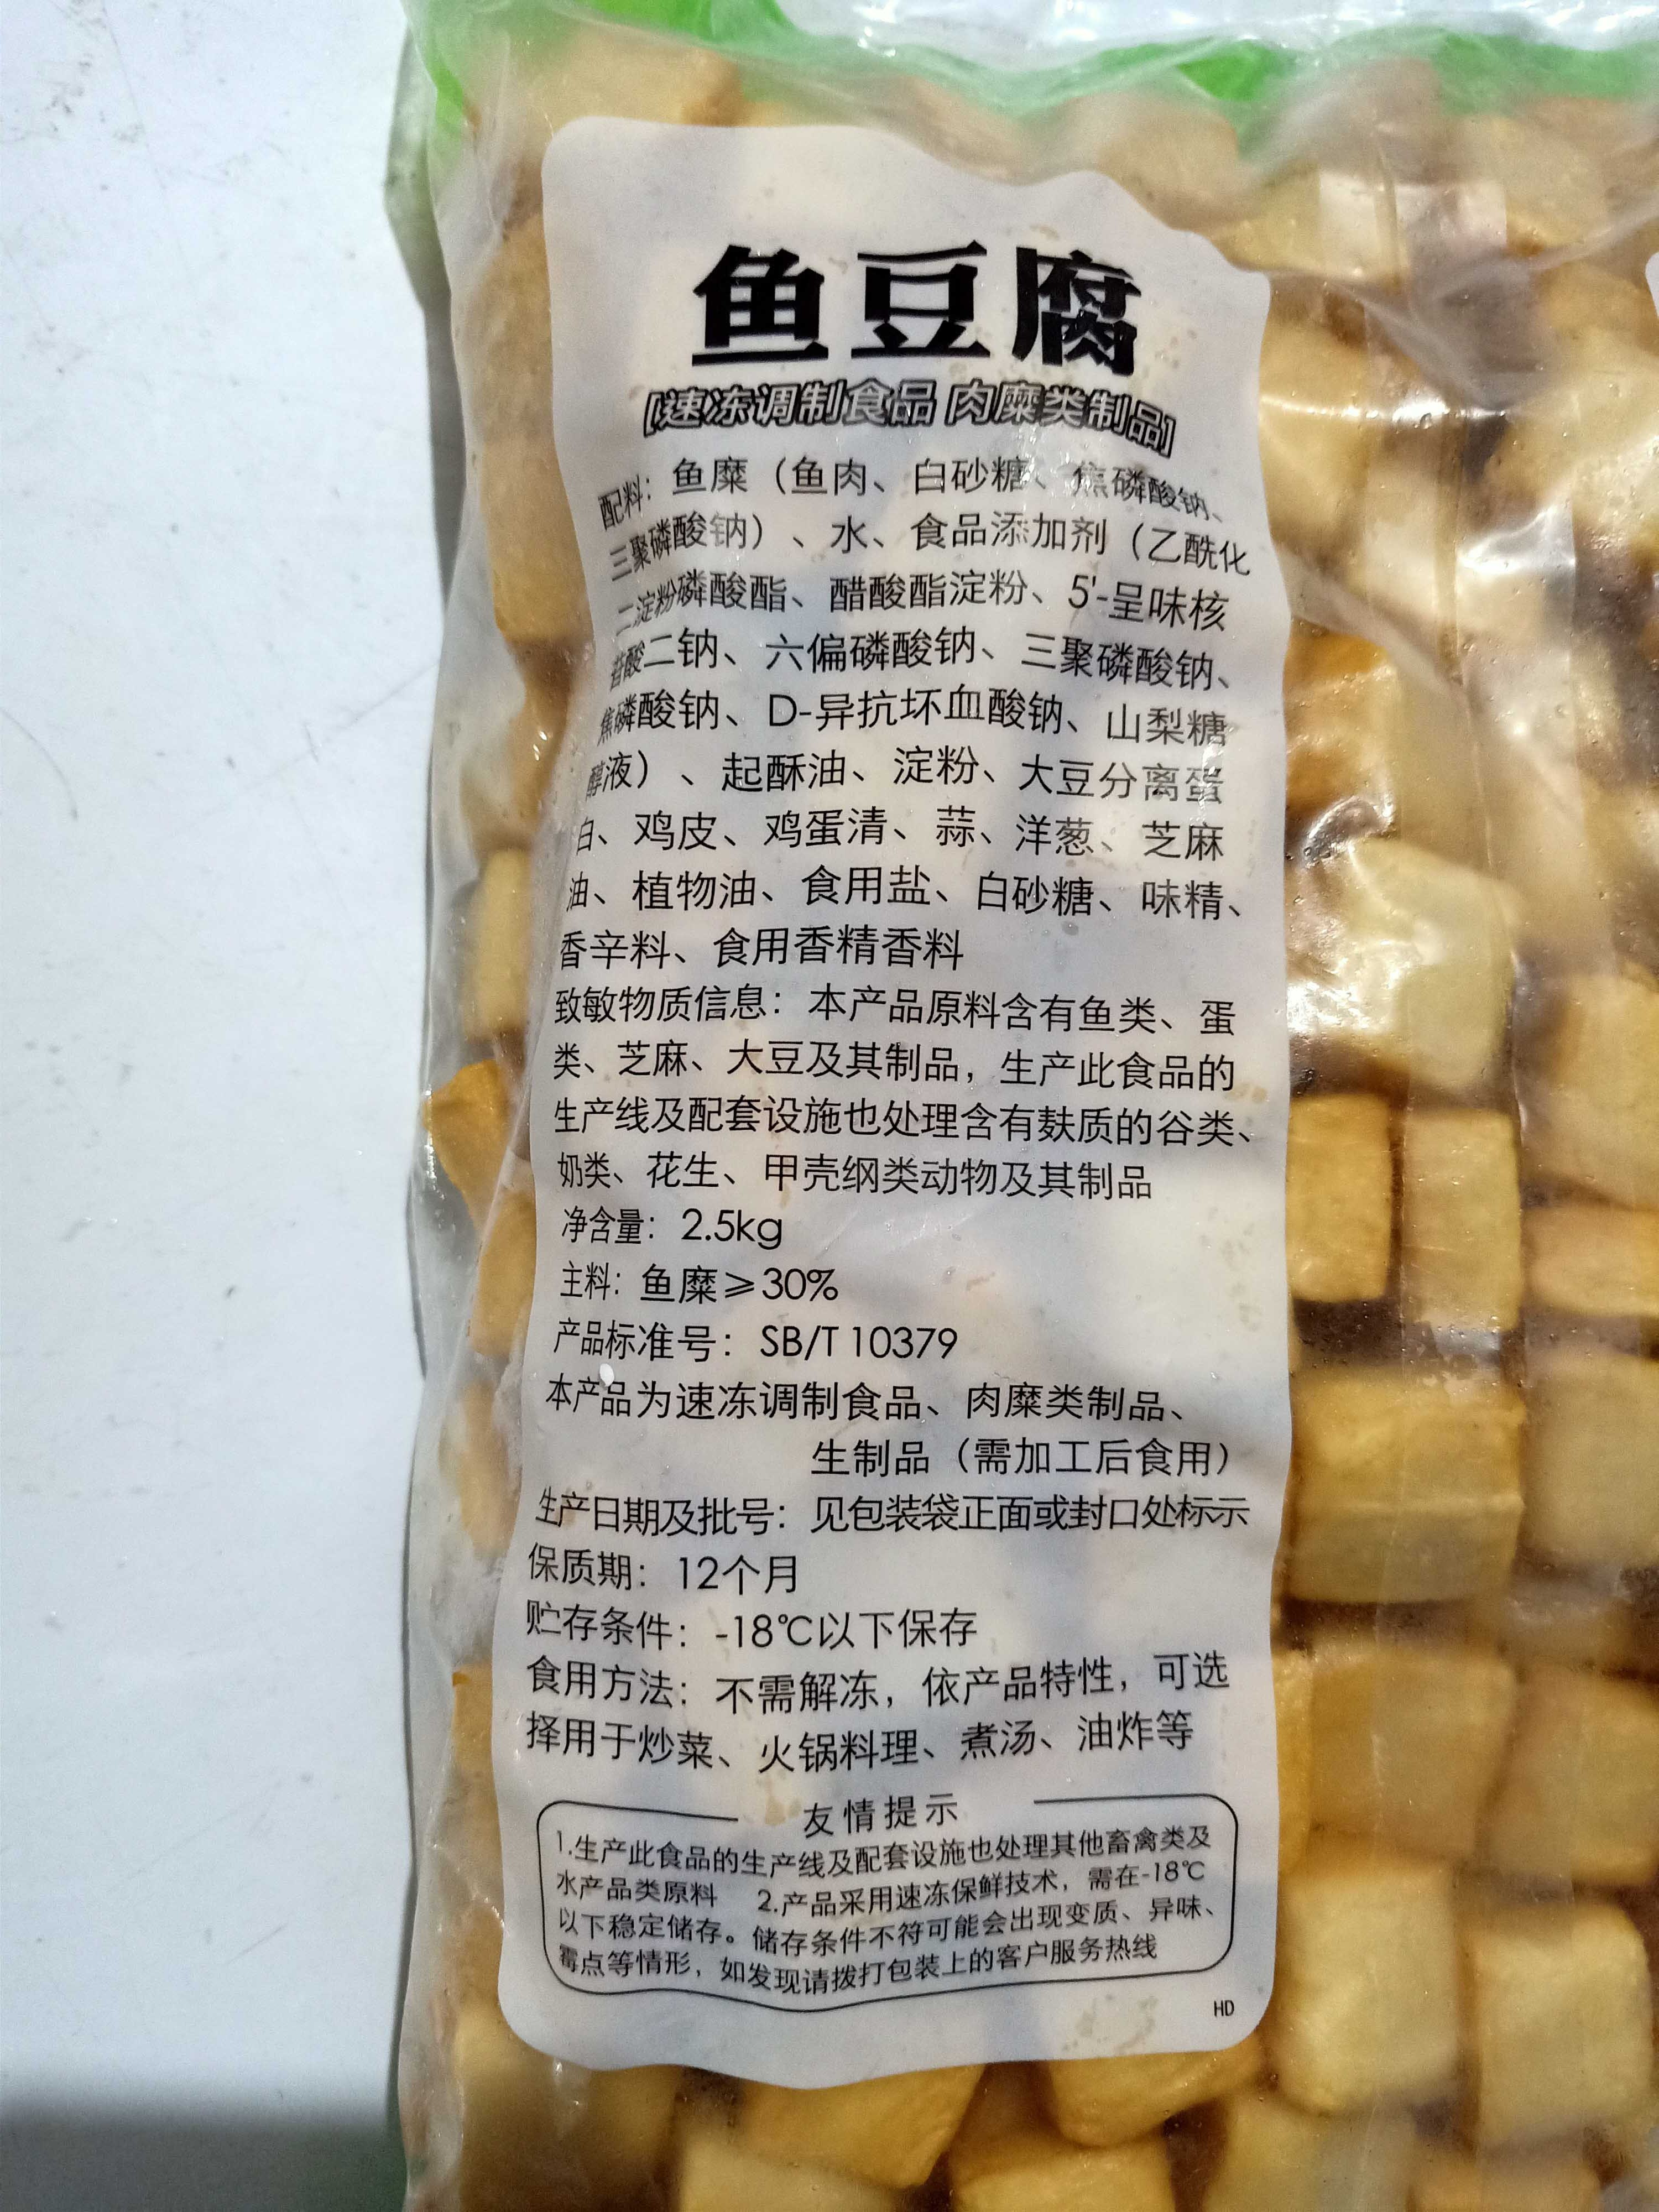 鱼豆腐
[速冻调制食品 肉糜类制品]
配料：鱼糜（鱼肉、白砂糖、焦磷酸钠、
三聚磷酸钠）、水、食品添加剂（乙酰化
二淀粉磷酸酯、醋酸酯淀粉、5'-呈味核
苷酸二钠、六偏磷酸钠、三聚磷酸钠、
焦磷酸钠、D-异抗坏血酸钠、山梨糖
醇液）、起酥油、淀粉、大豆分离蛋
白、鸡皮、鸡蛋清、蒜、洋葱、芝麻
油、植物油、食用盐、白砂糖、味精、
香辛料、食用香精香料
致敏物质信息：本产品原料含有鱼类、蛋
类、芝麻、大豆及其制品，生产此食品的
生产线及配套设施也处理含有麸质的谷类、
奶类、花生、甲壳纲类动物及其制品
净含量：2.5kg
主料：鱼糜≥30%
产品标准号：SB/T 10379
本产品为速冻调制食品、肉糜类制品、
生制品（需加工后食用）
生产日期及批号：见包装袋正面或封口处标示
保质期：12个月
贮存条件：-18℃以下保存
食用方法：不需解冻，依产品特性，可选
择用于炒菜、火锅料理、煮汤、油炸等
友情提示
1.生产此食品的生产线及配套设施也处理其他畜禽类及
水产品类原料 2.产品采用速冻保鲜技术，需在-18℃
以下稳定储存。储存条件不符可能会出现变质、异味、
霉点等情形，如发现请拨打包装上的客户服务热线
HD